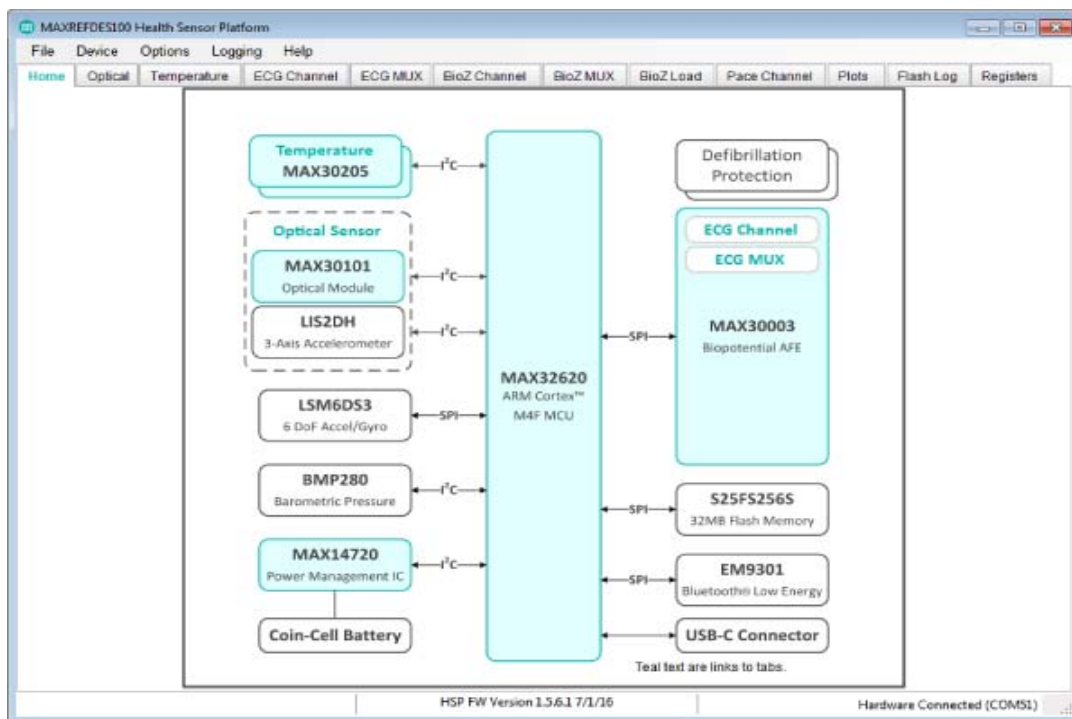 MAXREFDES100 Health Sensor Platform
File Device Options Logging Help
Home Optical Temperature ECG Channel ECG MUX BioZ Channel BioZ MUX BioZ Load Pace Channel Plots Flash Log Registers
Temperature
MAX30205
I²C
Optical Sensor
MAX30101
Optical Module
I²C
LIS2DH
3-Axis Accelerometer
I²C
LSM6DS3
6 DoF Accel/Gyro
SPI
BMP280
Barometric Pressure
I²C
MAX14720
Power Management IC
I²C
Coin-Cell Battery
MAX32620
ARM Cortex™
M4F MCU
Defibrillation
Protection
ECG Channel
ECG MUX
MAX30003
Biopotential AFE
SPI
S25FS256S
32MB Flash Memory
SPI
EM9301
Bluetooth® Low Energy
SPI
USB-C Connector
Teal text are links to tabs.
HSP FW Version 1.5.6.1 7/1/16
Hardware Connected (COM51)